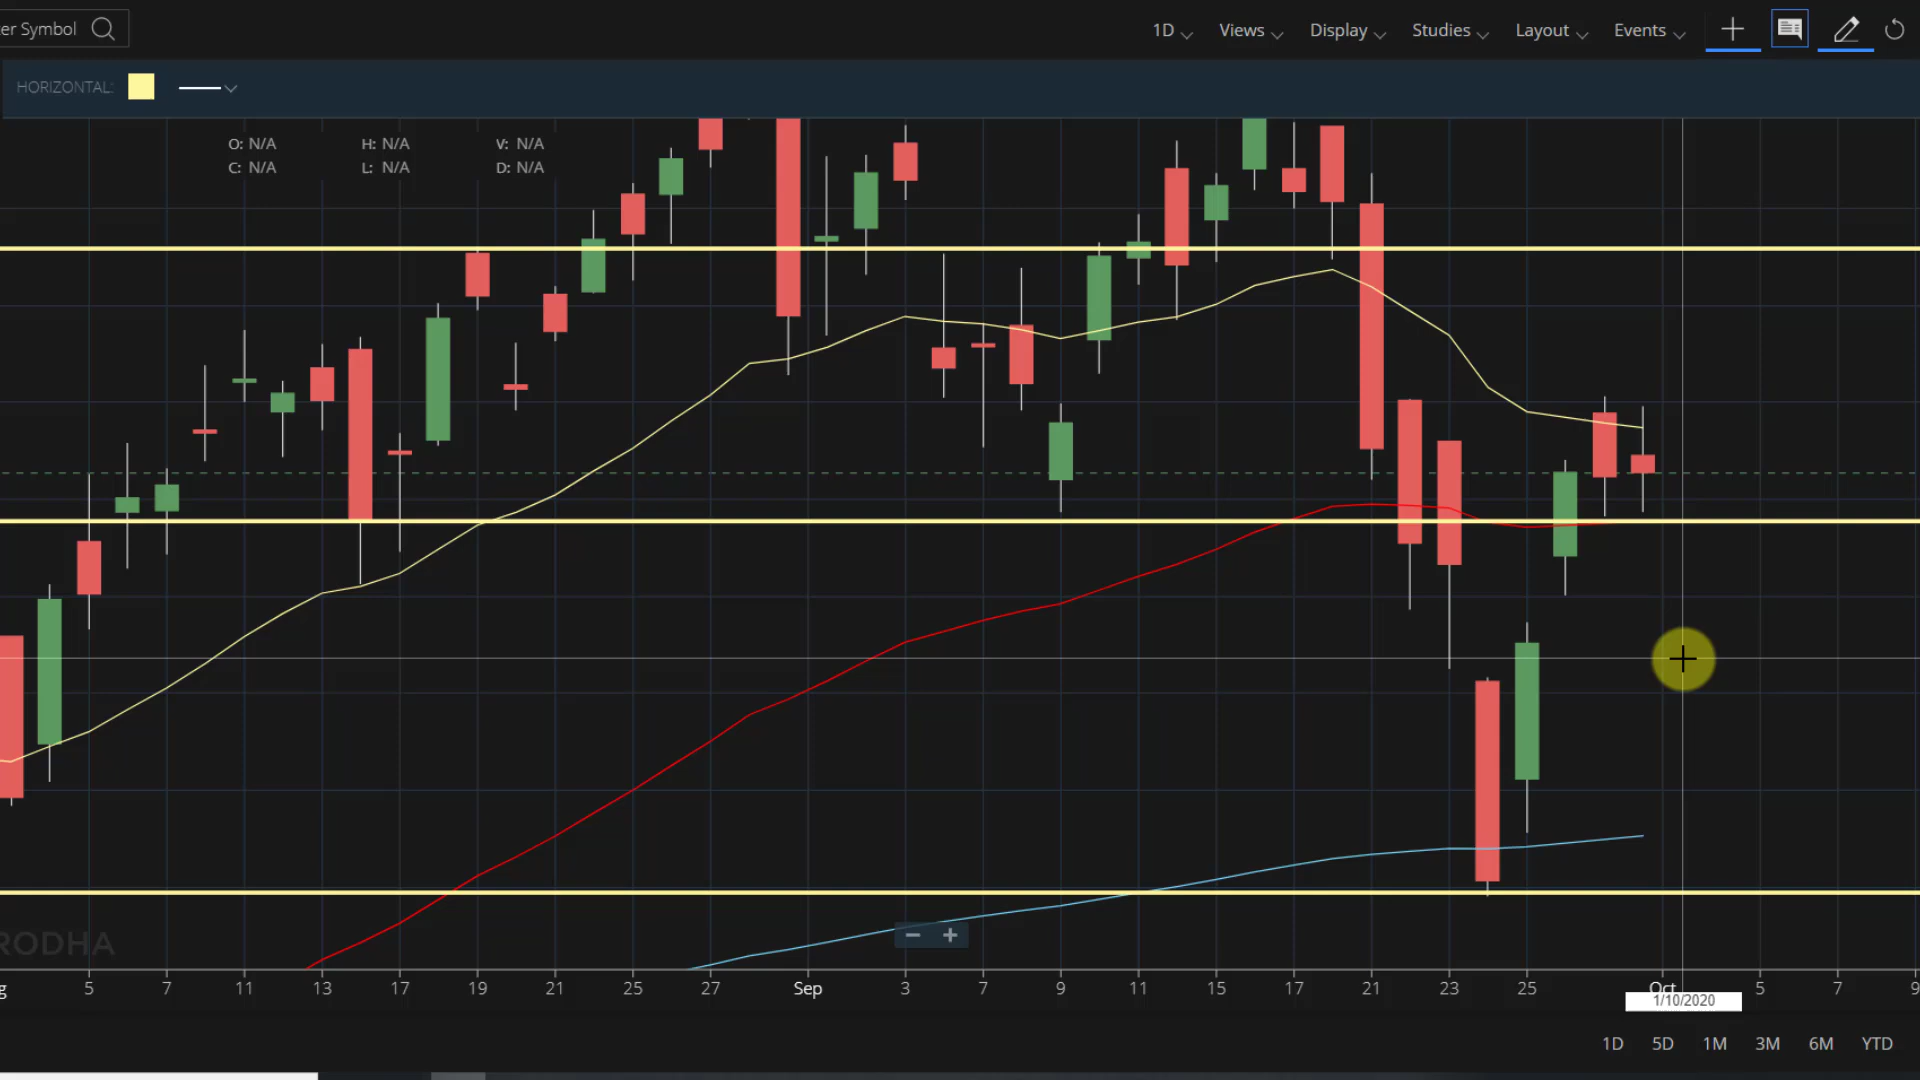 er Symbol
1D Views Display Studies Layout Events
HORIZONTAL:
O: N/A H: N/A V: N/A
C: N/A L: N/A D: N/A
RODHA
g 5 7 11 13 17 19 21 25 27 Sep 3 7 9 11 15 17 21 23 25 Oct 5 7 9
1/10/2020
1D 5D 1M 3M 6M YTD